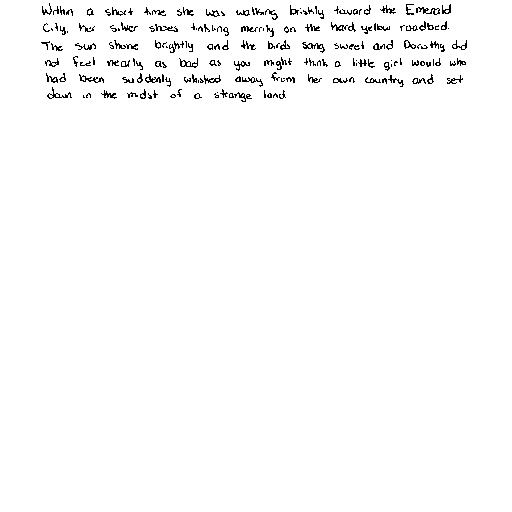 Within a short time she was walking briskly toward the Emerald
City, her silver shoes tinkling merrily on the hard, yellow roadbed.
The sun shone brightly and the birds sang sweet and Dorothy did
not feel nearly as bad as you might think a little girl would who
had been suddenly whisked away from her own country and set
down in the midst of a strange land